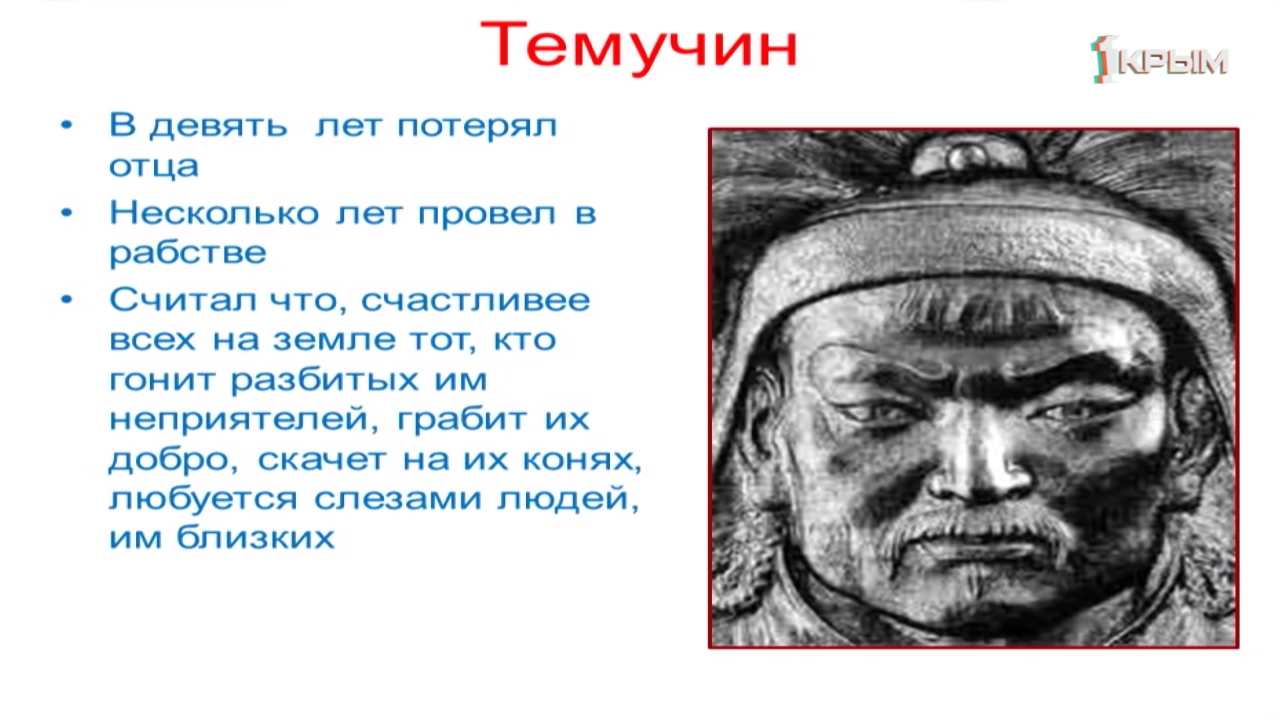 Темучин
1КРЫМ
• В девять лет потерял
отца
• Несколько лет провел в
рабстве
• Считал что, счастливее
всех на земле тот, кто
гонит разбитых им
неприятелей, грабит их
добро, скачет на их конях,
любуется слезами людей,
им близких